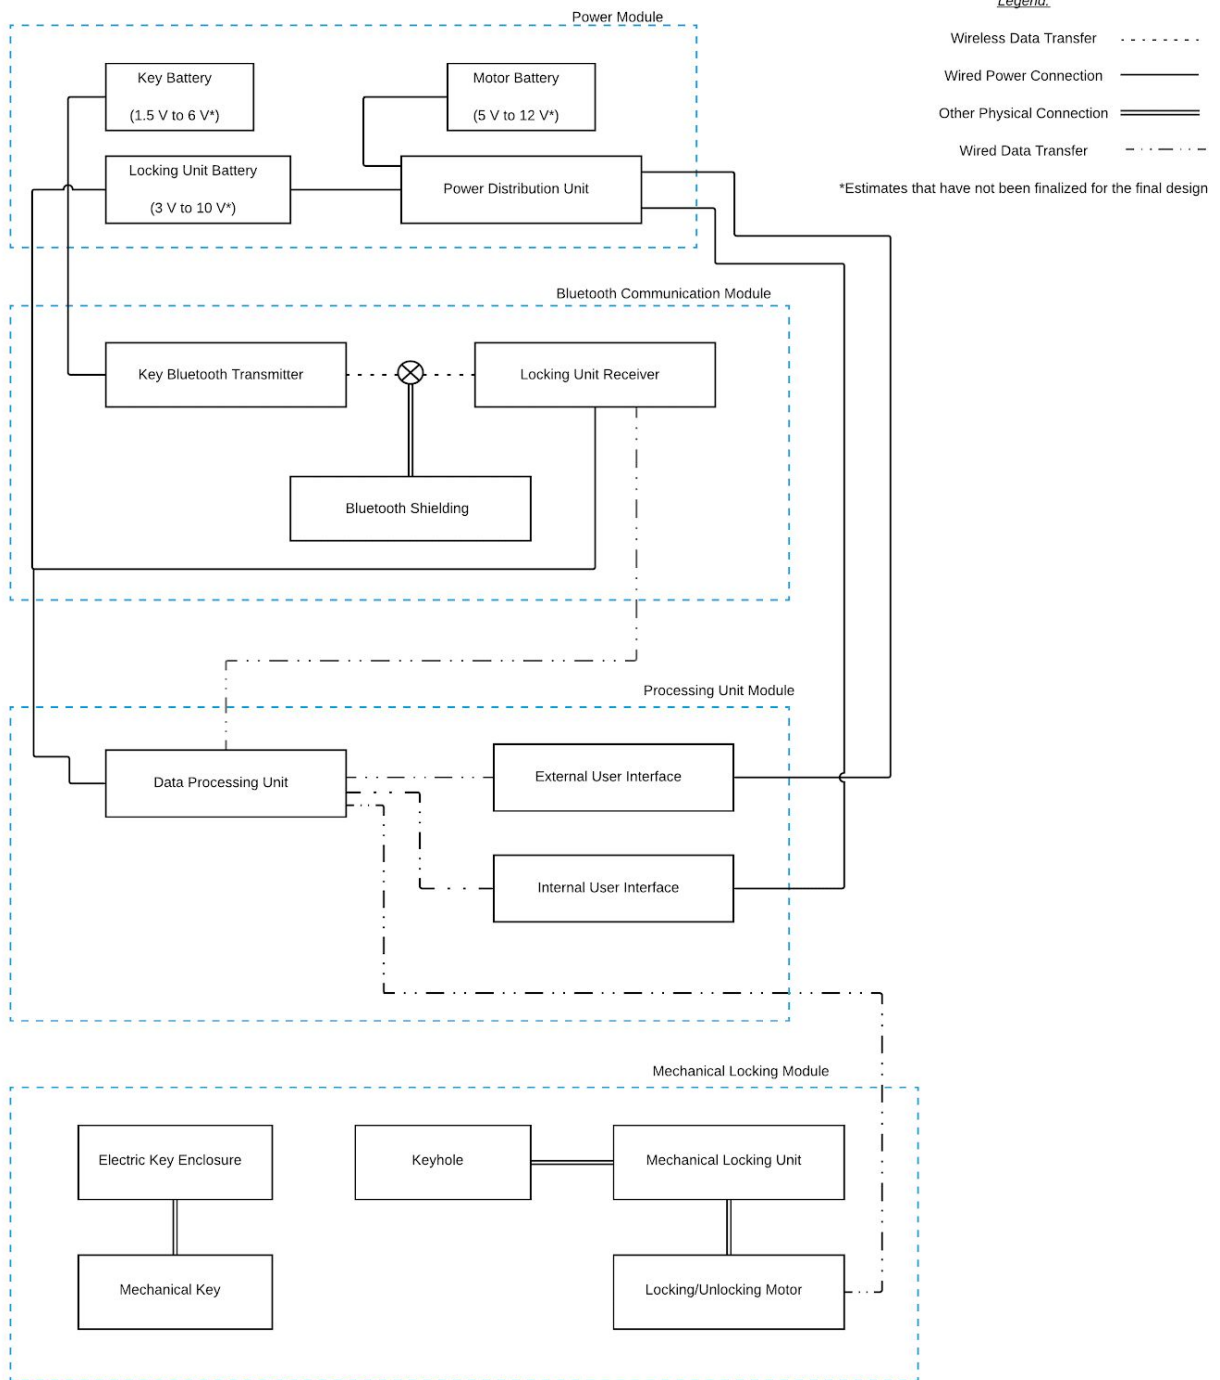 Legend:
Wireless Data Transfer
Wired Power Connection
Other Physical Connection
Wired Data Transfer
*Estimates that have not been finalized for the final design
Power Module
Key Battery
(1.5 V to 6 V*)
Motor Battery
(5 V to 12 V*)
Locking Unit Battery
(3 V to 10 V*)
Power Distribution Unit
Bluetooth Communication Module
Key Bluetooth Transmitter
Locking Unit Receiver
Bluetooth Shielding
Processing Unit Module
Data Processing Unit
External User Interface
Internal User Interface
Mechanical Locking Module
Electric Key Enclosure
Keyhole
Mechanical Locking Unit
Mechanical Key
Locking/Unlocking Motor